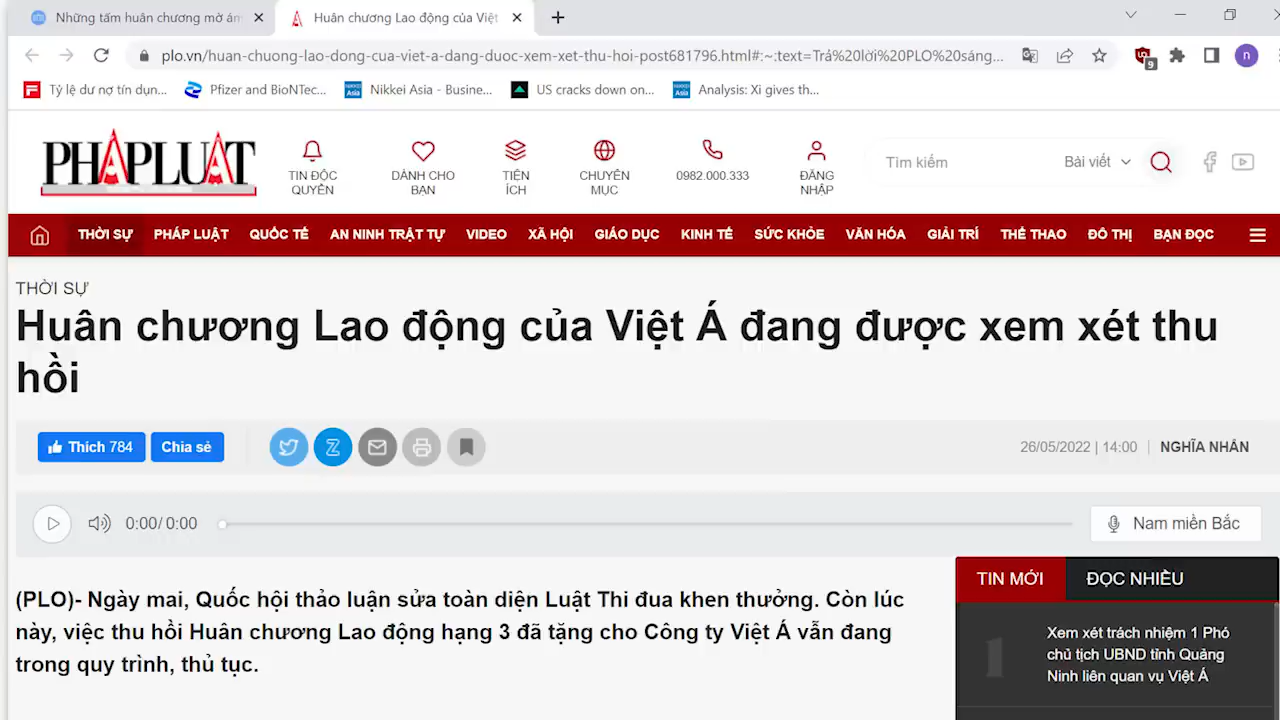 Những tấm huân chương mờ ám
Huân chương Lao động của Việt
plo.vn/huan-chuong-lao-dong-cua-viet-a-dang-duoc-xem-xet-thu-hoi-post681796.html#:~:text=Trả%20lời%20PLO%20sáng...
9
n
Tỷ lệ dư nợ tín dụn...
Pfizer and BioNTec...
Nikkei Asia - Busine...
US cracks down on...
Analysis: Xi gives th...
PHÁPLUẬT
TIN ĐỘC QUYỀN
DÀNH CHO BẠN
TIỆN ÍCH
CHUYÊN MỤC
0982.000.333
ĐĂNG NHẬP
Tìm kiếm
Bài viết
THỜI SỰ PHÁP LUẬT QUỐC TẾ AN NINH TRẬT TỰ VIDEO XÃ HỘI GIÁO DỤC KINH TẾ SỨC KHỎE VĂN HÓA GIẢI TRÍ THỂ THAO ĐÔ THỊ BẠN ĐỌC
THỜI SỰ
Huân chương Lao động của Việt Á đang được xem xét thu
hồi
Thích 784 Chia sẻ
26/05/2022 | 14:00 | NGHĨA NHÂN
0:00/ 0:00
Nam miền Bắc
(PLO)- Ngày mai, Quốc hội thảo luận sửa toàn diện Luật Thi đua khen thưởng. Còn lúc
này, việc thu hồi Huân chương Lao động hạng 3 đã tặng cho Công ty Việt Á vẫn đang
trong quy trình, thủ tục.
TIN MỚI ĐỌC NHIỀU
1
Xem xét trách nhiệm 1 Phó
chủ tịch UBND tỉnh Quảng
Ninh liên quan vụ Việt Á